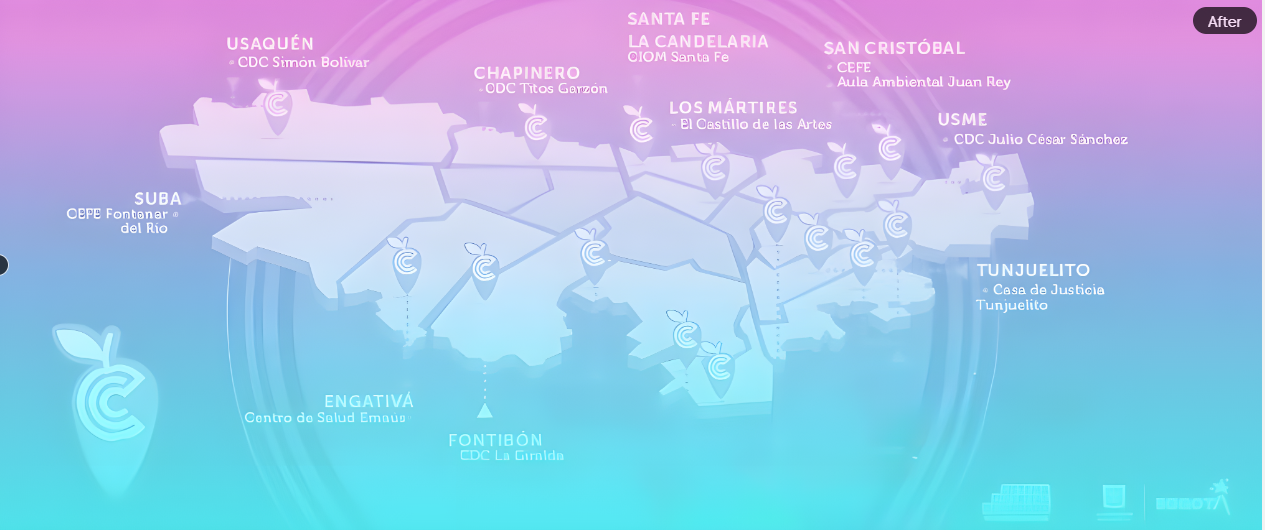 After
USAQUÉN
CDC Simón Bolívar
CHAPINERO
CDC Titos Garzón
SANTA FE
LA CANDELARIA
CIOM Santa Fe
SAN CRISTÓBAL
CEFE
Aula Ambiental Juan Rey
LOS MÁRTIRES
El Castillo de las Artes
USME
CDC Julio César Sánchez
SUBA
CEFE Fontanar
del Río
TUNJUELITO
Casa de Justicia
Tunjuelito
ENGATIVÁ
Centro de Salud Emaus
FONTIBÓN
CDC La Giralda
BOGOTÁ